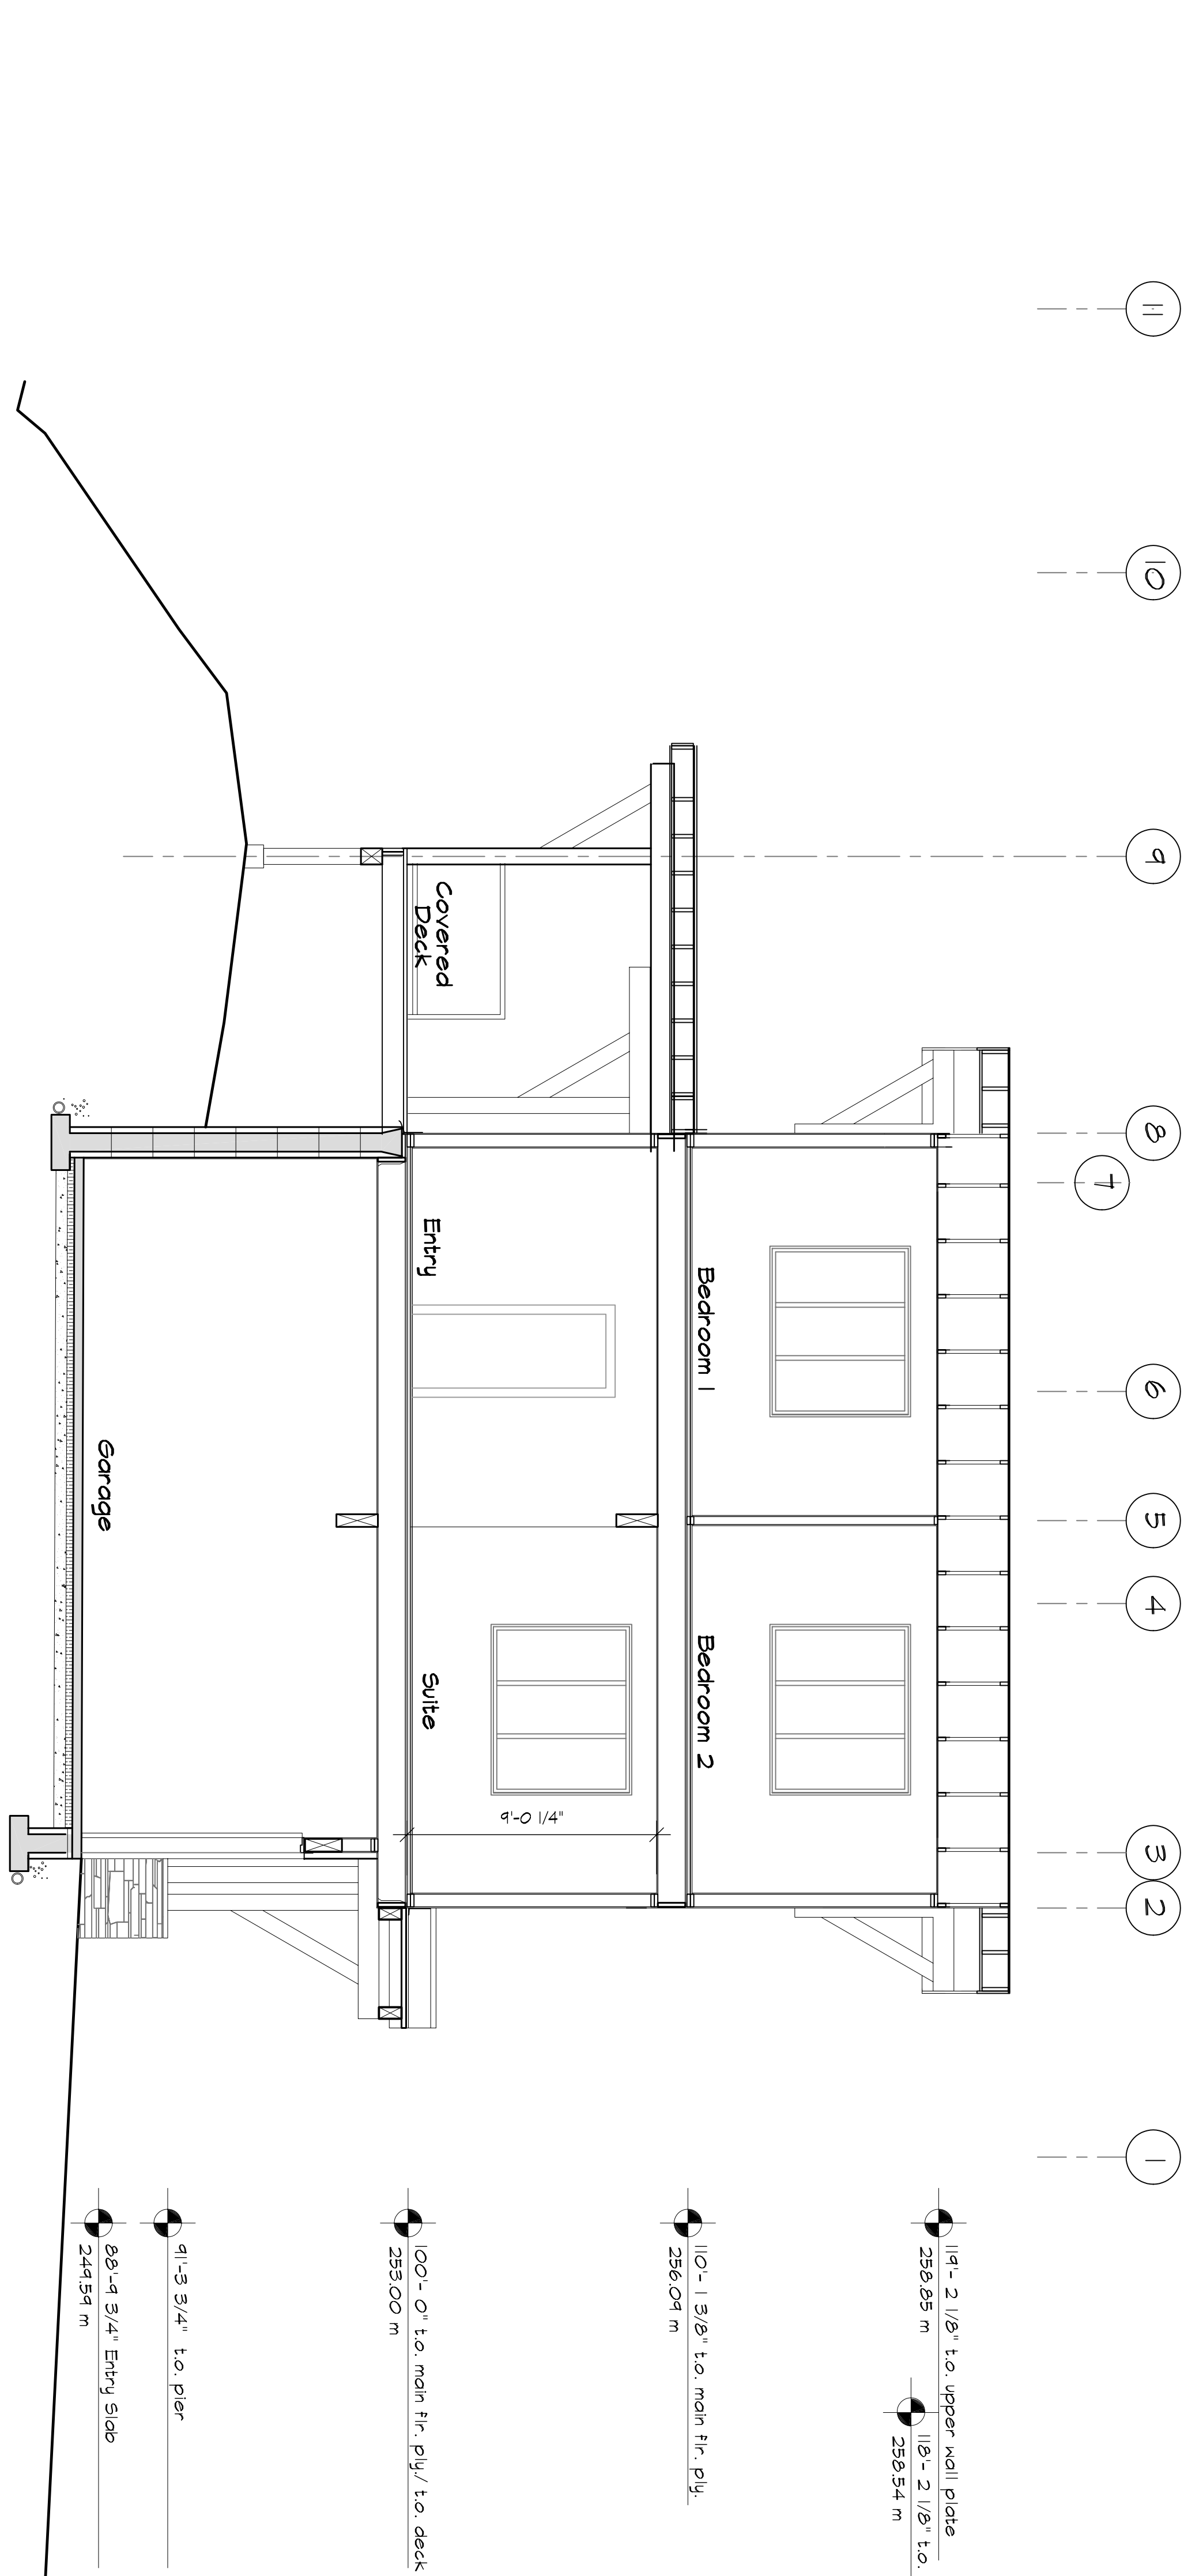 11
10
9
8
7
6
5
4
3
2
1
119'- 2 1/8" t.o. upper wall plate
258.85 m
118'- 2 1/8" t.o.
258.54 m
Bedroom 1
Bedroom 2
110'- 1 3/8" t.o. main flr. ply.
256.09 m
9'-0 1/4"
Covered
Deck
Entry
Suite
100'- 0" t.o. main flr. ply./ t.o. deck
253.00 m
91'-3 3/4" t.o. pier
Garage
88'-9 3/4" Entry Slab
249.59 m